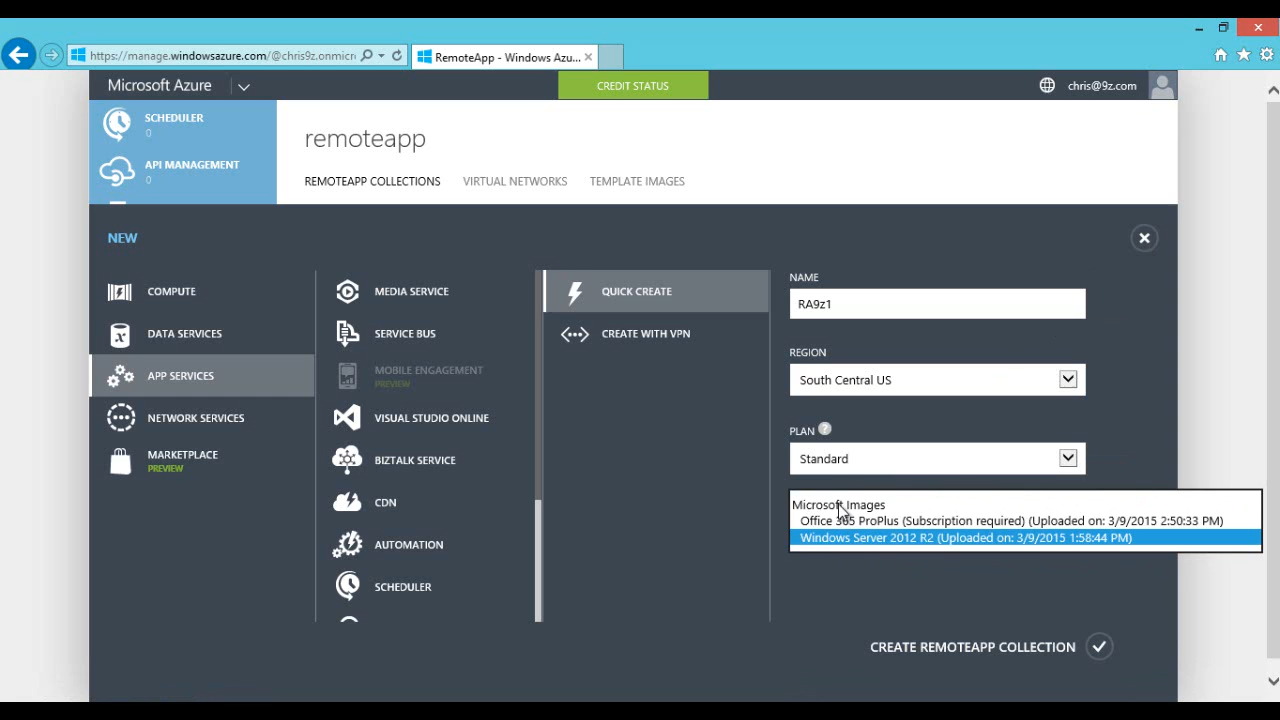 https://manage.windowsazure.com/@chris9z.onmicr
RemoteApp - Windows Azu...
Microsoft Azure
CREDIT STATUS
chris@9z.com
SCHEDULER
0
API MANAGEMENT
0
remoteapp
REMOTEAPP COLLECTIONS
VIRTUAL NETWORKS
TEMPLATE IMAGES
NEW
COMPUTE
DATA SERVICES
APP SERVICES
NETWORK SERVICES
MARKETPLACE
PREVIEW
MEDIA SERVICE
SERVICE BUS
MOBILE ENGAGEMENT
PREVIEW
VISUAL STUDIO ONLINE
BIZTALK SERVICE
CDN
AUTOMATION
SCHEDULER
QUICK CREATE
CREATE WITH VPN
NAME
RA9z1
REGION
South Central US
PLAN ?
Standard
Microsoft Images
Office 365 ProPlus (Subscription required) (Uploaded on: 3/9/2015 2:50:33 PM)
Windows Server 2012 R2 (Uploaded on: 3/9/2015 1:58:44 PM)
CREATE REMOTEAPP COLLECTION